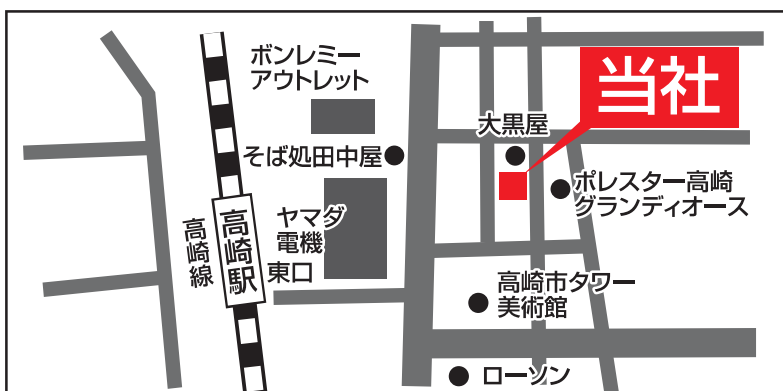 ボンレミー
アウトレット
当社
大黒屋
そば処田中屋
ポレスター高崎
グランディオース
ヤマダ
電機
高崎線
高崎駅
東口
高崎市タワー
美術館
ローソン